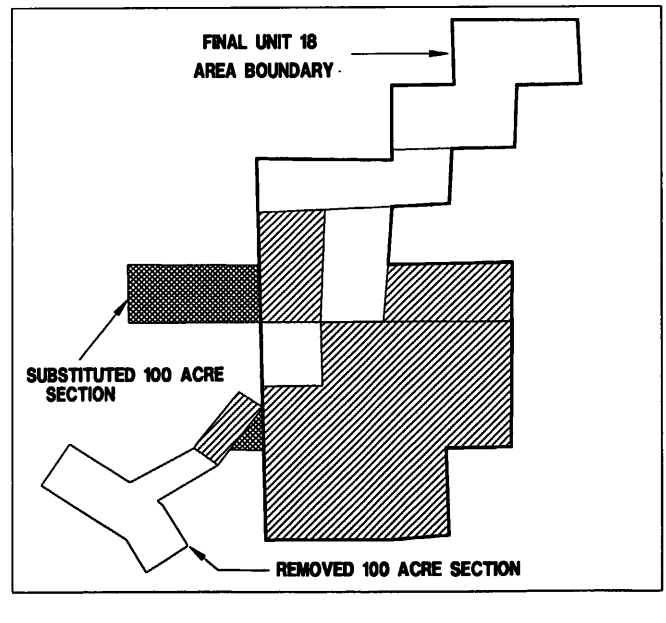 FINAL UNIT 18
AREA BOUNDARY
SUBSTITUTED 100 ACRE
SECTION
REMOVED 100 ACRE SECTION